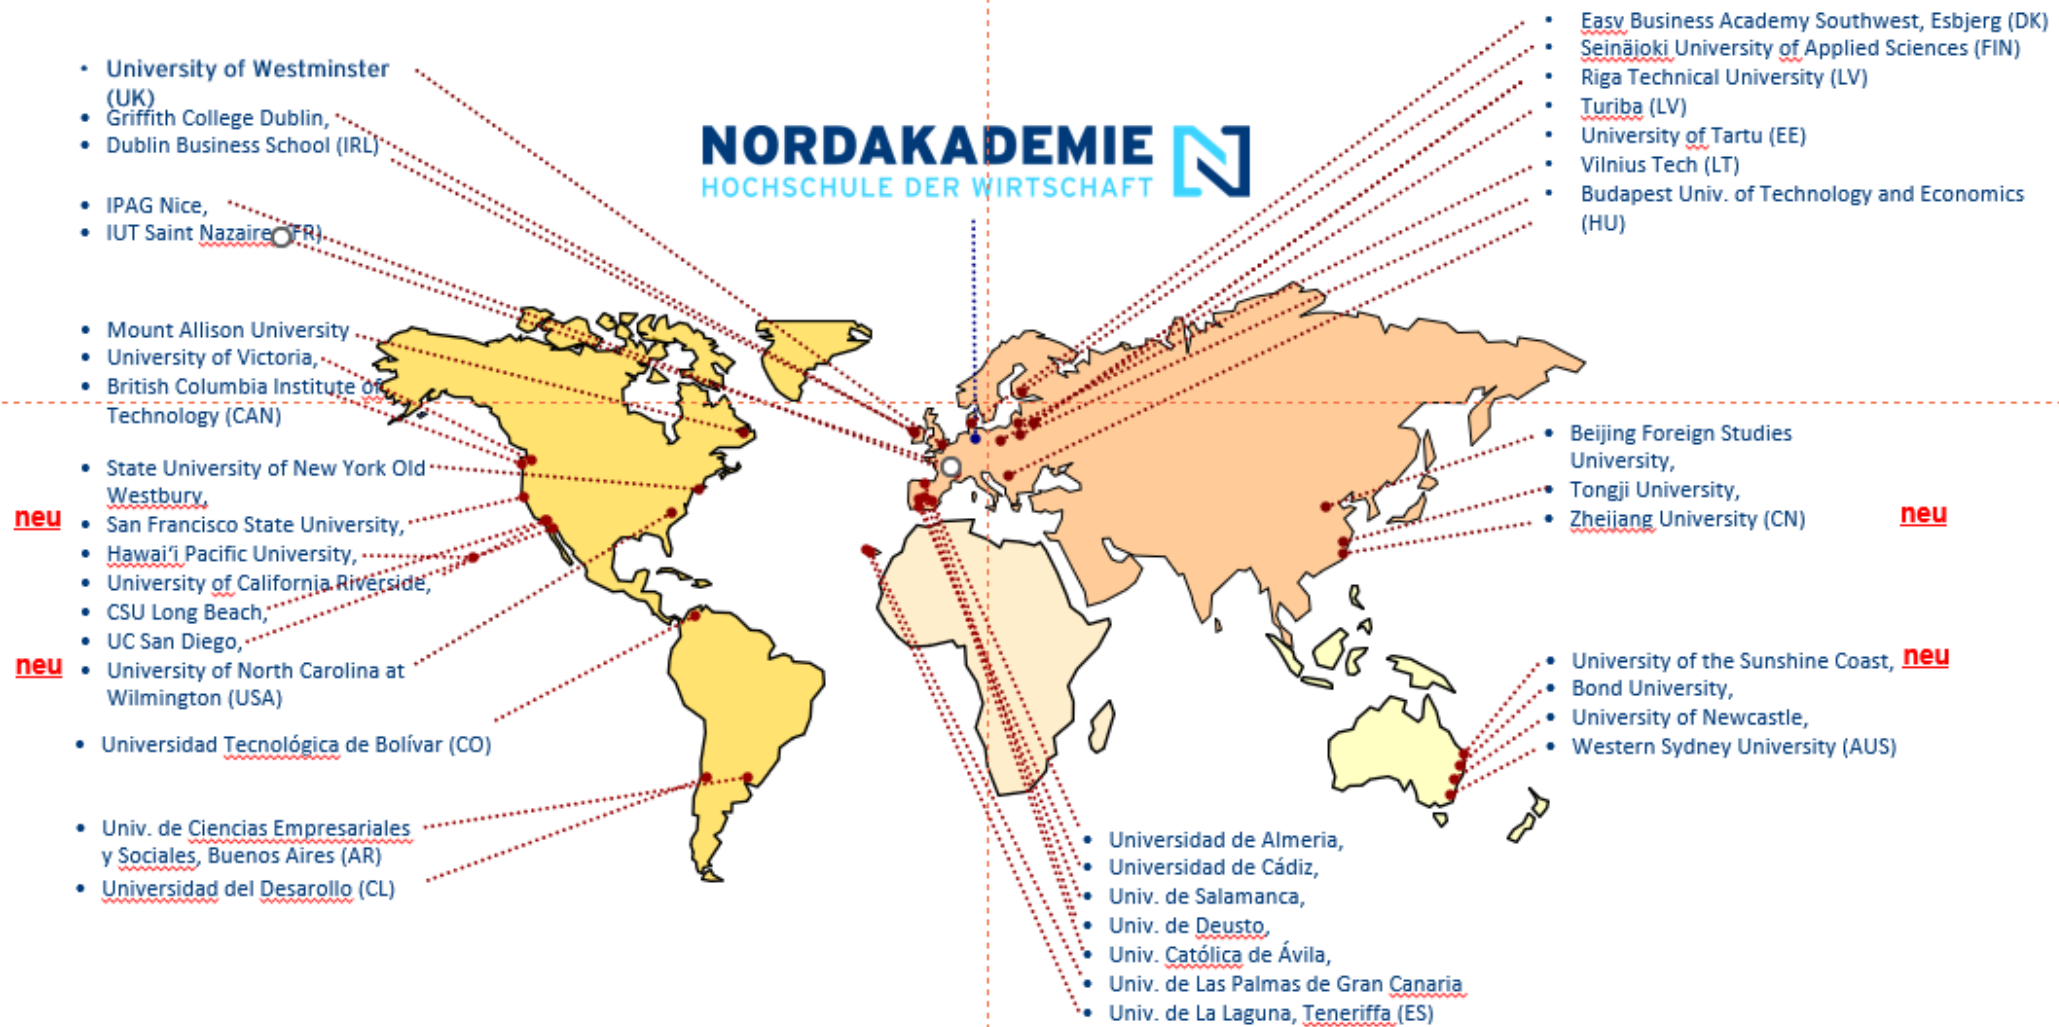 • University of Westminster
(UK)
• Griffith College Dublin,
• Dublin Business School (IRL)
• IPAG Nice,
• IUT Saint Nazaire (FR)
• Mount Allison University
• University of Victoria,
• British Columbia Institute of
Technology (CAN)
• State University of New York Old
Westbury,
neu
• San Francisco State University,
• Hawai'i Pacific University,
• University of California Riverside,
• CSU Long Beach,
• UC San Diego,
neu
• University of North Carolina at
Wilmington (USA)
• Universidad Tecnológica de Bolívar (CO)
• Univ. de Ciencias Empresariales
y Sociales, Buenos Aires (AR)
• Universidad del Desarollo (CL)
NORDAKADEMIE
HOCHSCHULE DER WIRTSCHAFT
• Easv Business Academy Southwest, Esbjerg (DK)
• Seinäjoki University of Applied Sciences (FIN)
• Riga Technical University (LV)
• Turiba (LV)
• University of Tartu (EE)
• Vilnius Tech (LT)
• Budapest Univ. of Technology and Economics
(HU)
• Beijing Foreign Studies
University,
• Tongji University,
• Zheijang University (CN)
neu
• University of the Sunshine Coast, neu
• Bond University,
• University of Newcastle,
• Western Sydney University (AUS)
• Universidad de Almeria,
• Universidad de Cádiz,
• Univ. de Salamanca,
• Univ. de Deusto,
• Univ. Católica de Ávila,
• Univ. de Las Palmas de Gran Canaria
• Univ. de La Laguna, Teneriffa (ES)